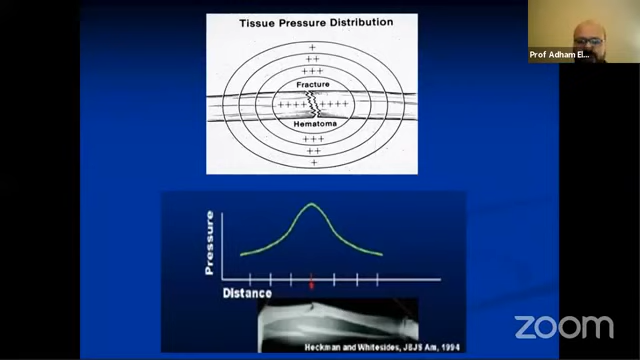 Tissue Pressure Distribution
Prof Adham El...
+
++
+++
Fracture
++++ ++++
Hematoma
+++
++
+
Pressure
Distance
Heckman and Whitesides, JBJS Am, 1994
zoom